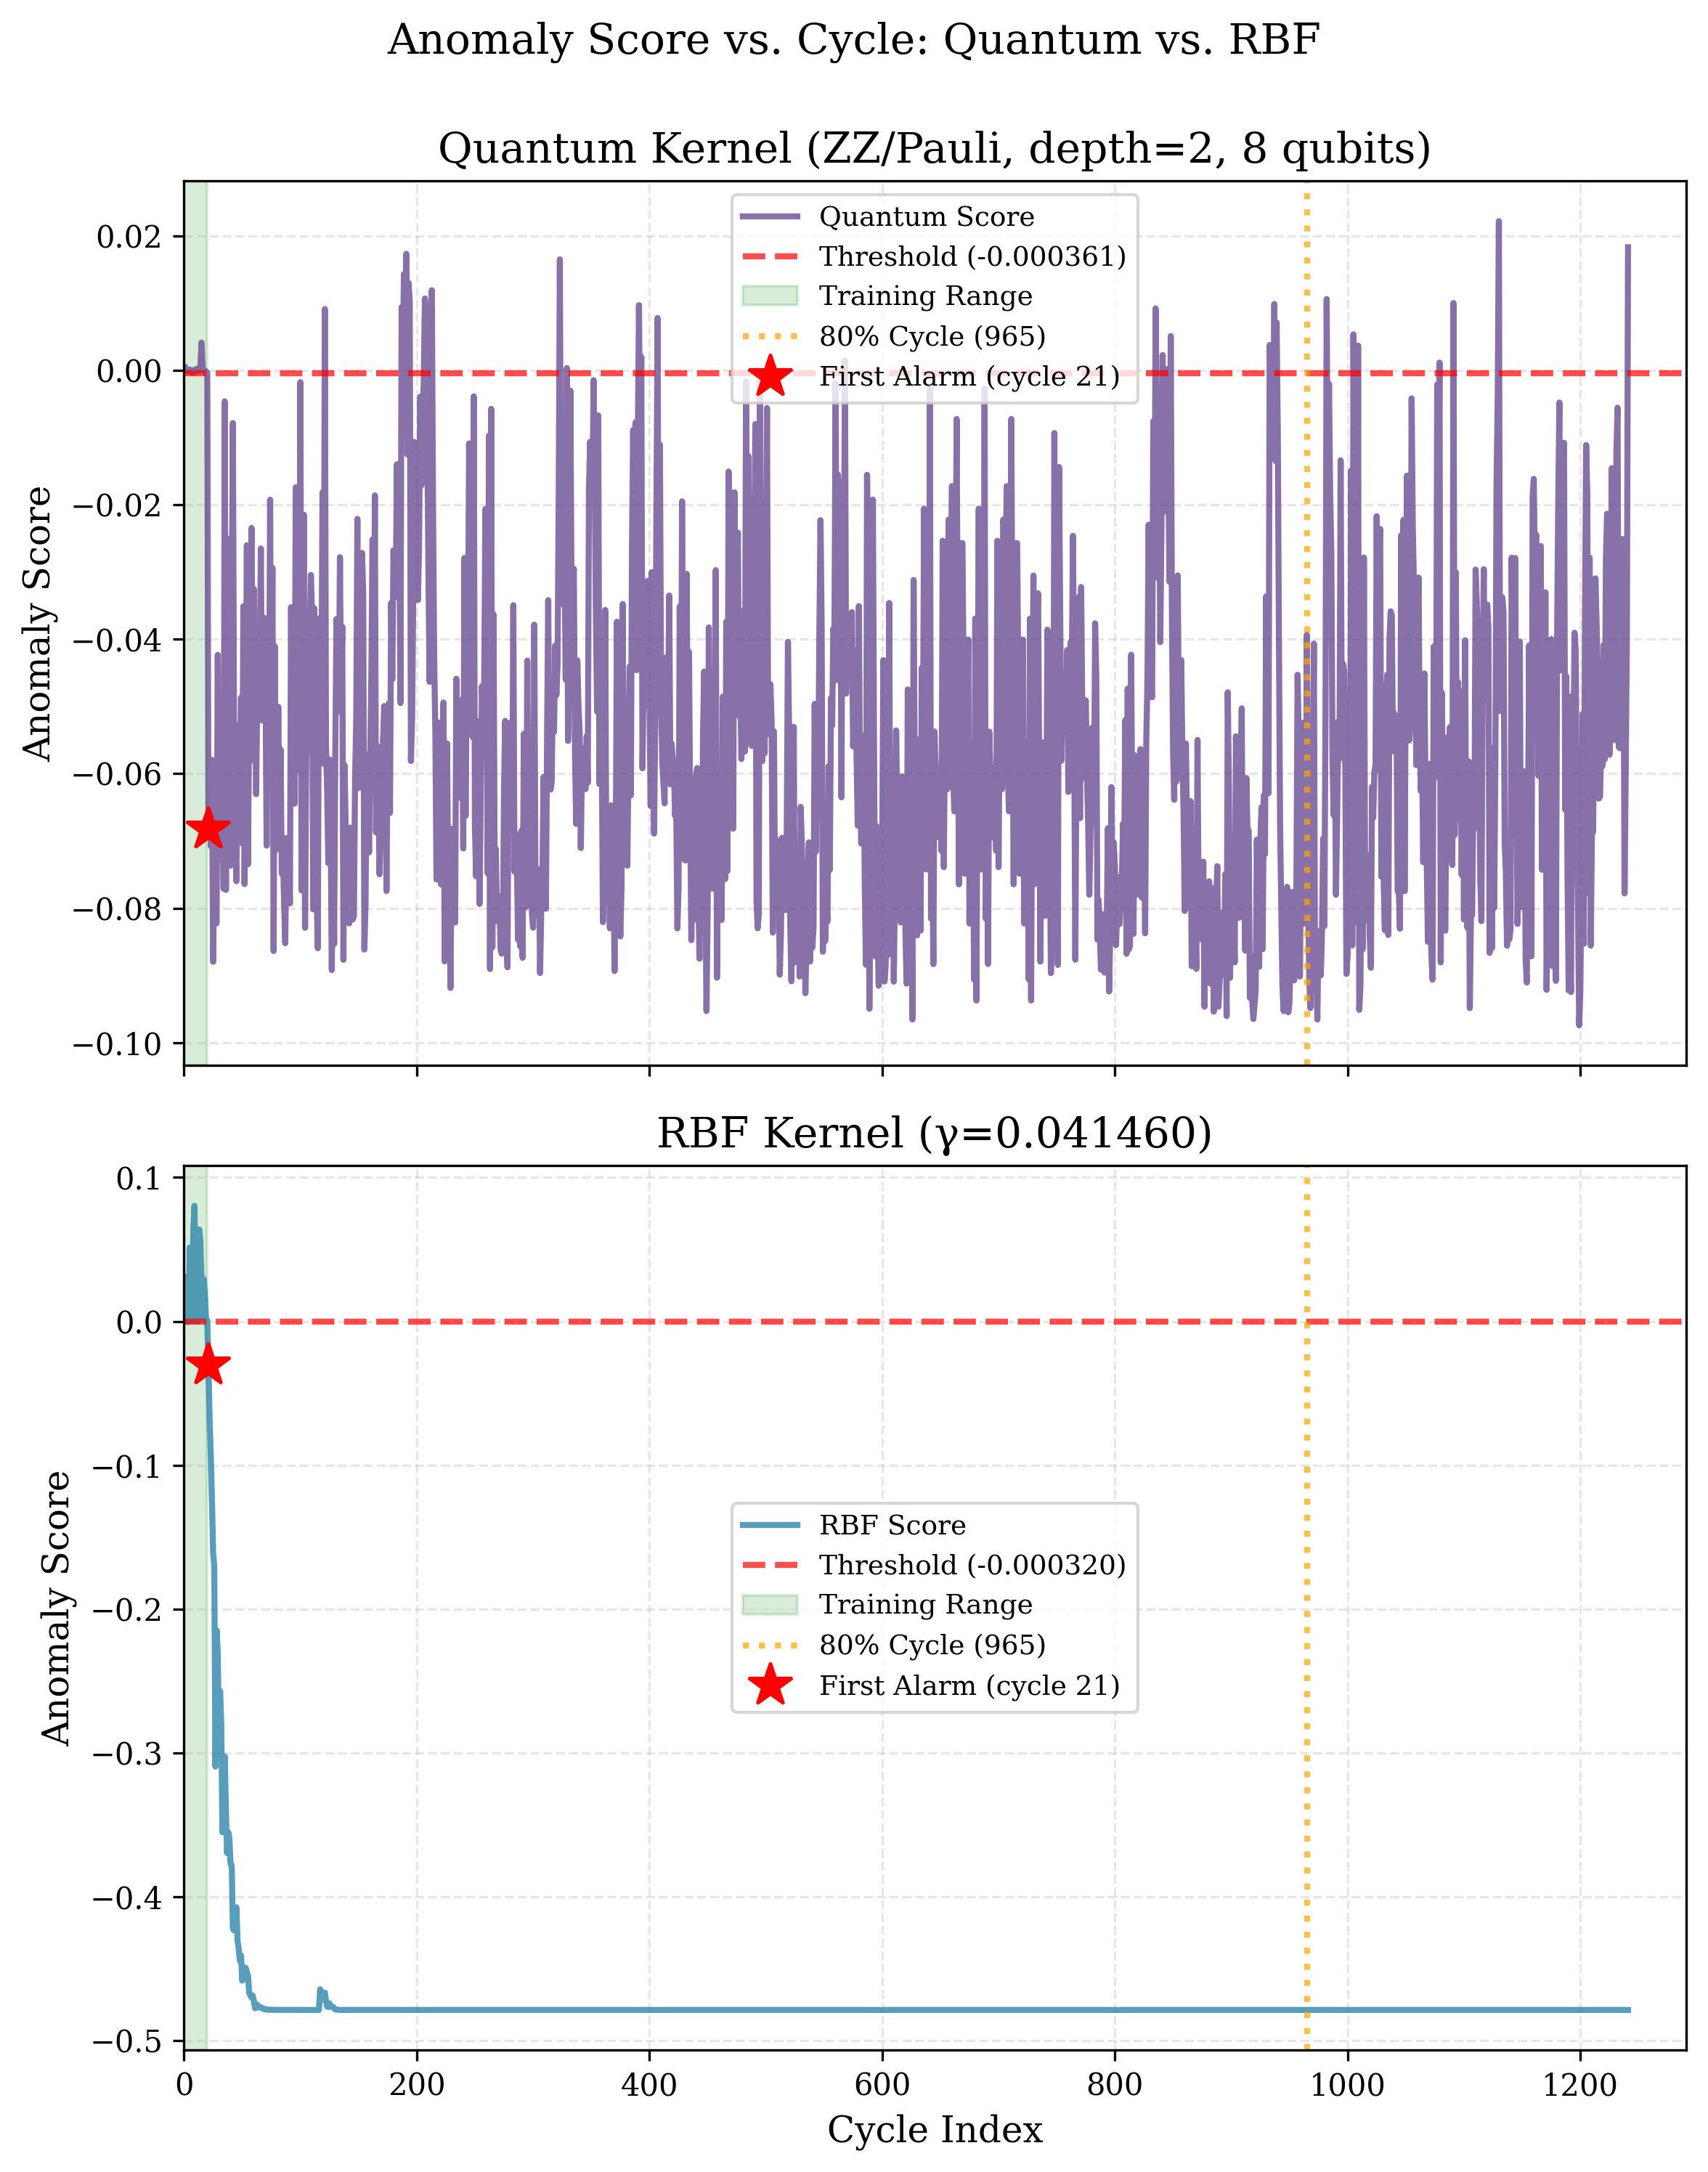 Anomaly Score vs. Cycle: Quantum vs. RBF
Quantum Kernel (ZZ/Pauli, depth=2, 8 qubits)
Anomaly Score
0.02
0.00
−0.02
−0.04
−0.06
−0.08
−0.10
Quantum Score
Threshold (-0.000361)
Training Range
80% Cycle (965)
First Alarm (cycle 21)
RBF Kernel (γ=0.041460)
Anomaly Score
0.1
0.0
−0.1
−0.2
−0.3
−0.4
−0.5
RBF Score
Threshold (-0.000320)
Training Range
80% Cycle (965)
First Alarm (cycle 21)
0 200 400 600 800 1000 1200
Cycle Index